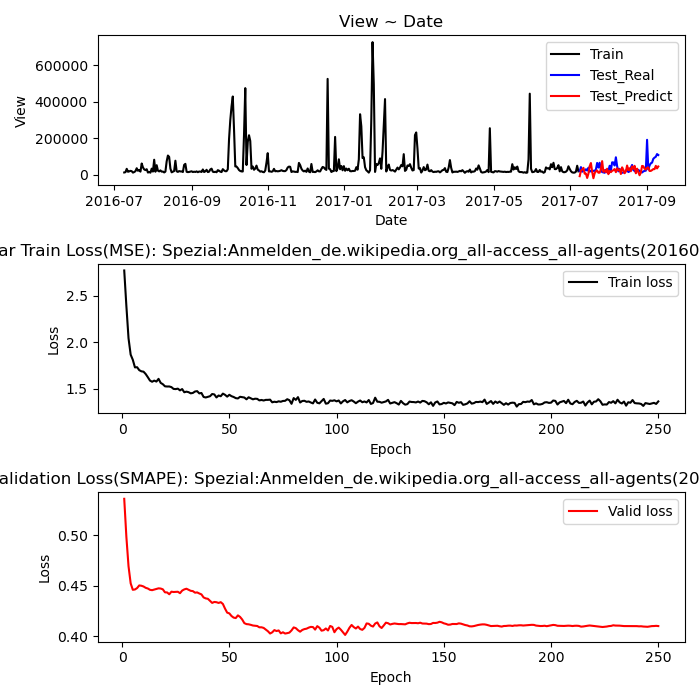 View ~ Date
600000
400000
200000
0
View
Train
Test_Real
Test_Predict
2016-07 2016-09 2016-11 2017-01 2017-03 2017-05 2017-07 2017-09
Date
ar Train Loss(MSE): Spezial:Anmelden_de.wikipedia.org_all-access_all-agents(20160
2.5
2.0
1.5
Loss
Train loss
0 50 100 150 200 250
Epoch
alidation Loss(SMAPE): Spezial:Anmelden_de.wikipedia.org_all-access_all-agents(20
0.50
0.45
0.40
Loss
Valid loss
0 50 100 150 200 250
Epoch